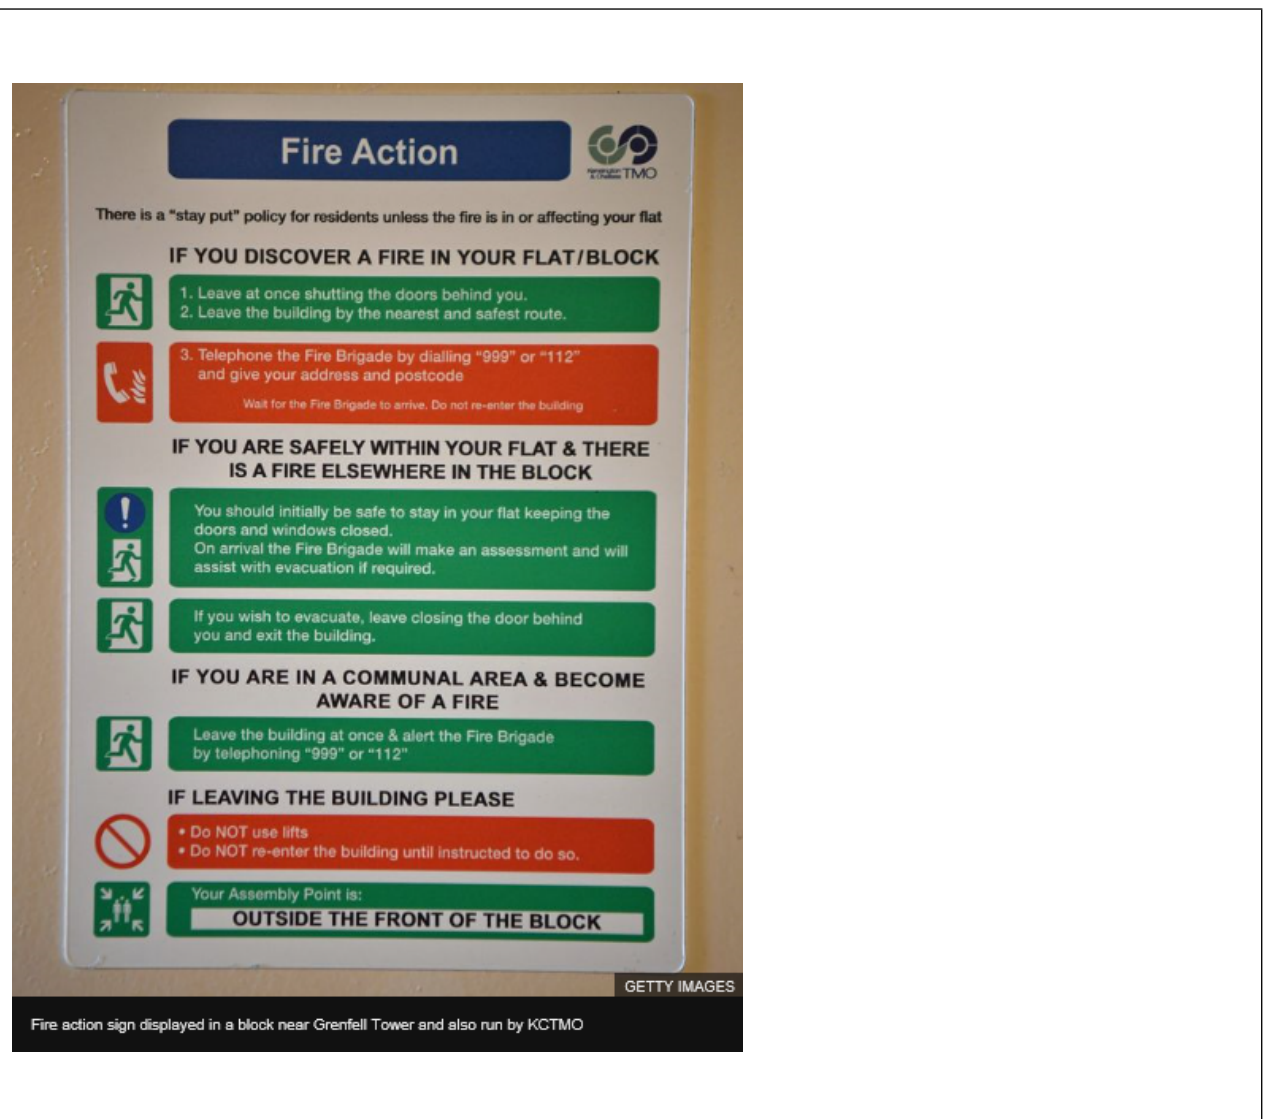 Fire Action
Kensington
& Chelsea TMO
There is a “stay put” policy for residents unless the fire is in or affecting your flat
IF YOU DISCOVER A FIRE IN YOUR FLAT/BLOCK
1. Leave at once shutting the doors behind you.
2. Leave the building by the nearest and safest route.
3. Telephone the Fire Brigade by dialling “999” or “112”
and give your address and postcode
Wait for the Fire Brigade to arrive. Do not re-enter the building
IF YOU ARE SAFELY WITHIN YOUR FLAT & THERE
IS A FIRE ELSEWHERE IN THE BLOCK
You should initially be safe to stay in your flat keeping the
doors and windows closed.
On arrival the Fire Brigade will make an assessment and will
assist with evacuation if required.
If you wish to evacuate, leave closing the door behind
you and exit the building.
IF YOU ARE IN A COMMUNAL AREA & BECOME
AWARE OF A FIRE
Leave the building at once & alert the Fire Brigade
by telephoning “999” or “112”
IF LEAVING THE BUILDING PLEASE
• Do NOT use lifts
• Do NOT re-enter the building until instructed to do so.
Your Assembly Point is:
OUTSIDE THE FRONT OF THE BLOCK
GETTY IMAGES
Fire action sign displayed in a block near Grenfell Tower and also run by KCTMO